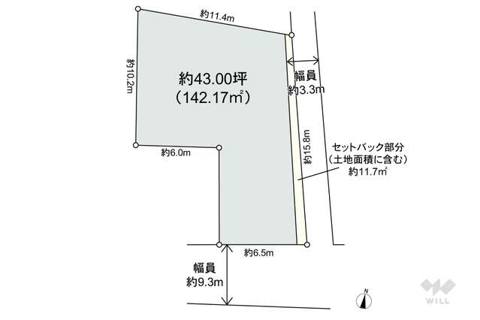 約11.4m
約10.2m
約43.00坪
（142.17㎡）
幅員
約3.3m
約15.8m
セットバック部分
（土地面積に含む）
約11.7㎡
約6.0m
約6.5m
幅員
約9.3m
N
WILL